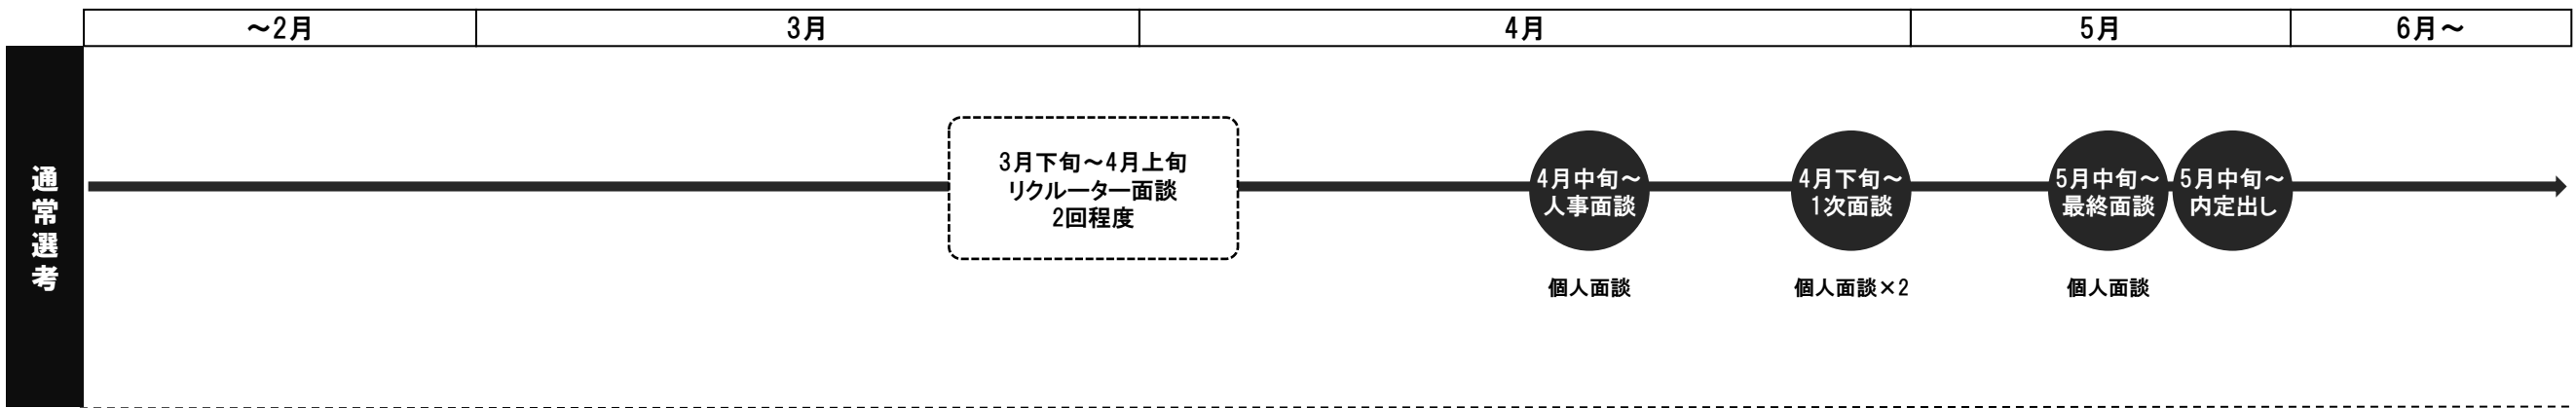 ～2月
3月
4月
5月
6月～
通常選考
3月下旬～4月上旬
リクルーター面談
2回程度
4月中旬～
人事面談
4月下旬～
1次面談
5月中旬～
最終面談
5月中旬～
内定出し
個人面談
個人面談×2
個人面談